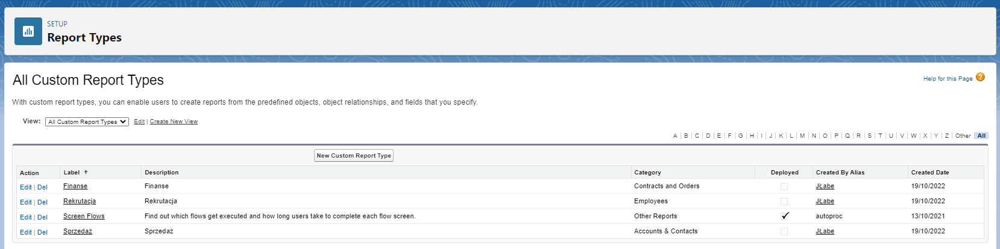 SETUP
Report Types
All Custom Report Types
Help for this Page ?
With custom report types, you can enable users to create reports from the predefined objects, object relationships, and fields that you specify.
View: All Custom Report Types Edit | Create New View
A | B | C | D | E | F | G | H | I | J | K | L | M | N | O | P | Q | R | S | T | U | V | W | X | Y | Z | Other All
New Custom Report Type
Action Label ↑ Description Category Deployed Created By Alias Created Date
Edit | Del Finanse Finanse Contracts and Orders JŁabe 19/10/2022
Edit | Del Rekrutacja Rekrutacja Employees JŁabe 19/10/2022
Edit | Del Screen Flows Find out which flows get executed and how long users take to complete each flow screen. Other Reports ✓ autoproc 13/10/2021
Edit | Del Sprzedaż Sprzedaż Accounts & Contacts JŁabe 19/10/2022